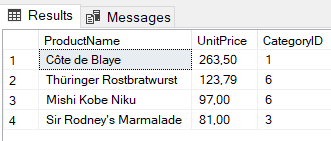 Results Messages
ProductName UnitPrice CategoryID
1 Côte de Blaye 263,50 1
2 Thüringer Rostbratwurst 123,79 6
3 Mishi Kobe Niku 97,00 6
4 Sir Rodney's Marmalade 81,00 3